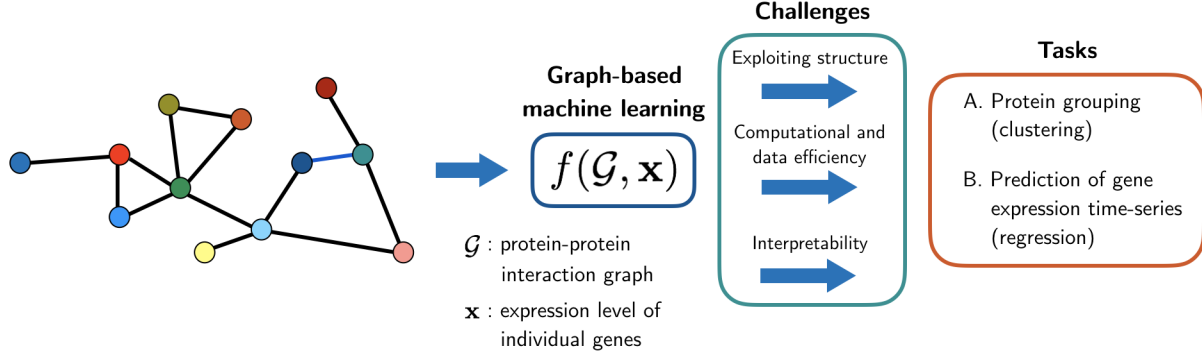 Graph-based
machine learning
f(𝒢, x)
𝒢 : protein-protein
interaction graph
x : expression level of
individual genes
Challenges
Exploiting structure
Computational and
data efficiency
Interpretability
Tasks
A. Protein grouping
(clustering)
B. Prediction of gene
expression time-series
(regression)